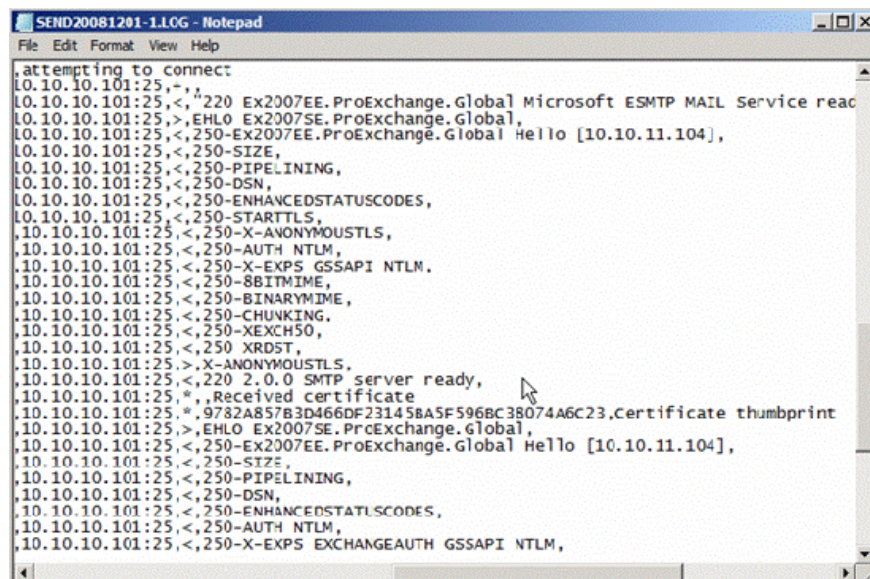 SEND20081201-1.LOG - Notepad
File Edit Format View Help
,attempting to connect
10.10.10.101:25,+,,
10.10.10.101:25,<,"220 Ex2007EE.ProExchange.Global Microsoft ESMTP MAIL Service read
10.10.10.101:25,>,EHLO Ex2007SE.ProExchange.Global,
10.10.10.101:25,<,250-Ex2007EE.ProExchange.Global Hello [10.10.11.104],
10.10.10.101:25,<,250-SIZE,
10.10.10.101:25,<,250-PIPELINING,
10.10.10.101:25,<,250-DSN,
10.10.10.101:25,<,250-ENHANCEDSTATUSCODES,
10.10.10.101:25,<,250-STARTTLS,
,10.10.10.101:25,<,250-X-ANONYMOUSTLS,
,10.10.10.101:25,<,250-AUTH NTLM,
,10.10.10.101:25,<,250-X-EXPS GSSAPI NTLM,
,10.10.10.101:25,<,250-8BITMIME,
,10.10.10.101:25,<,250-BINARYMIME,
,10.10.10.101:25,<,250-CHUNKING,
,10.10.10.101:25,<,250-XEXCH50,
,10.10.10.101:25,<,250 XRDST,
,10.10.10.101:25,>,X-ANONYMOUSTLS,
,10.10.10.101:25,<,220 2.0.0 SMTP server ready,
,10.10.10.101:25,*,,Received certificate
,10.10.10.101:25,*,9782A857B3D466DF23145BA5F596BC3B074A6C23,Certificate thumbprint
,10.10.10.101:25,>,EHLO Ex2007SE.ProExchange.Global,
,10.10.10.101:25,<,250-Ex2007EE.ProExchange.Global Hello [10.10.11.104],
,10.10.10.101:25,<,250-SIZE,
,10.10.10.101:25,<,250-PIPELINING,
,10.10.10.101:25,<,250-DSN,
,10.10.10.101:25,<,250-ENHANCEDSTATUSCODES,
,10.10.10.101:25,<,250-AUTH NTLM,
,10.10.10.101:25,<,250-X-EXPS EXCHANGEAUTH GSSAPI NTLM,